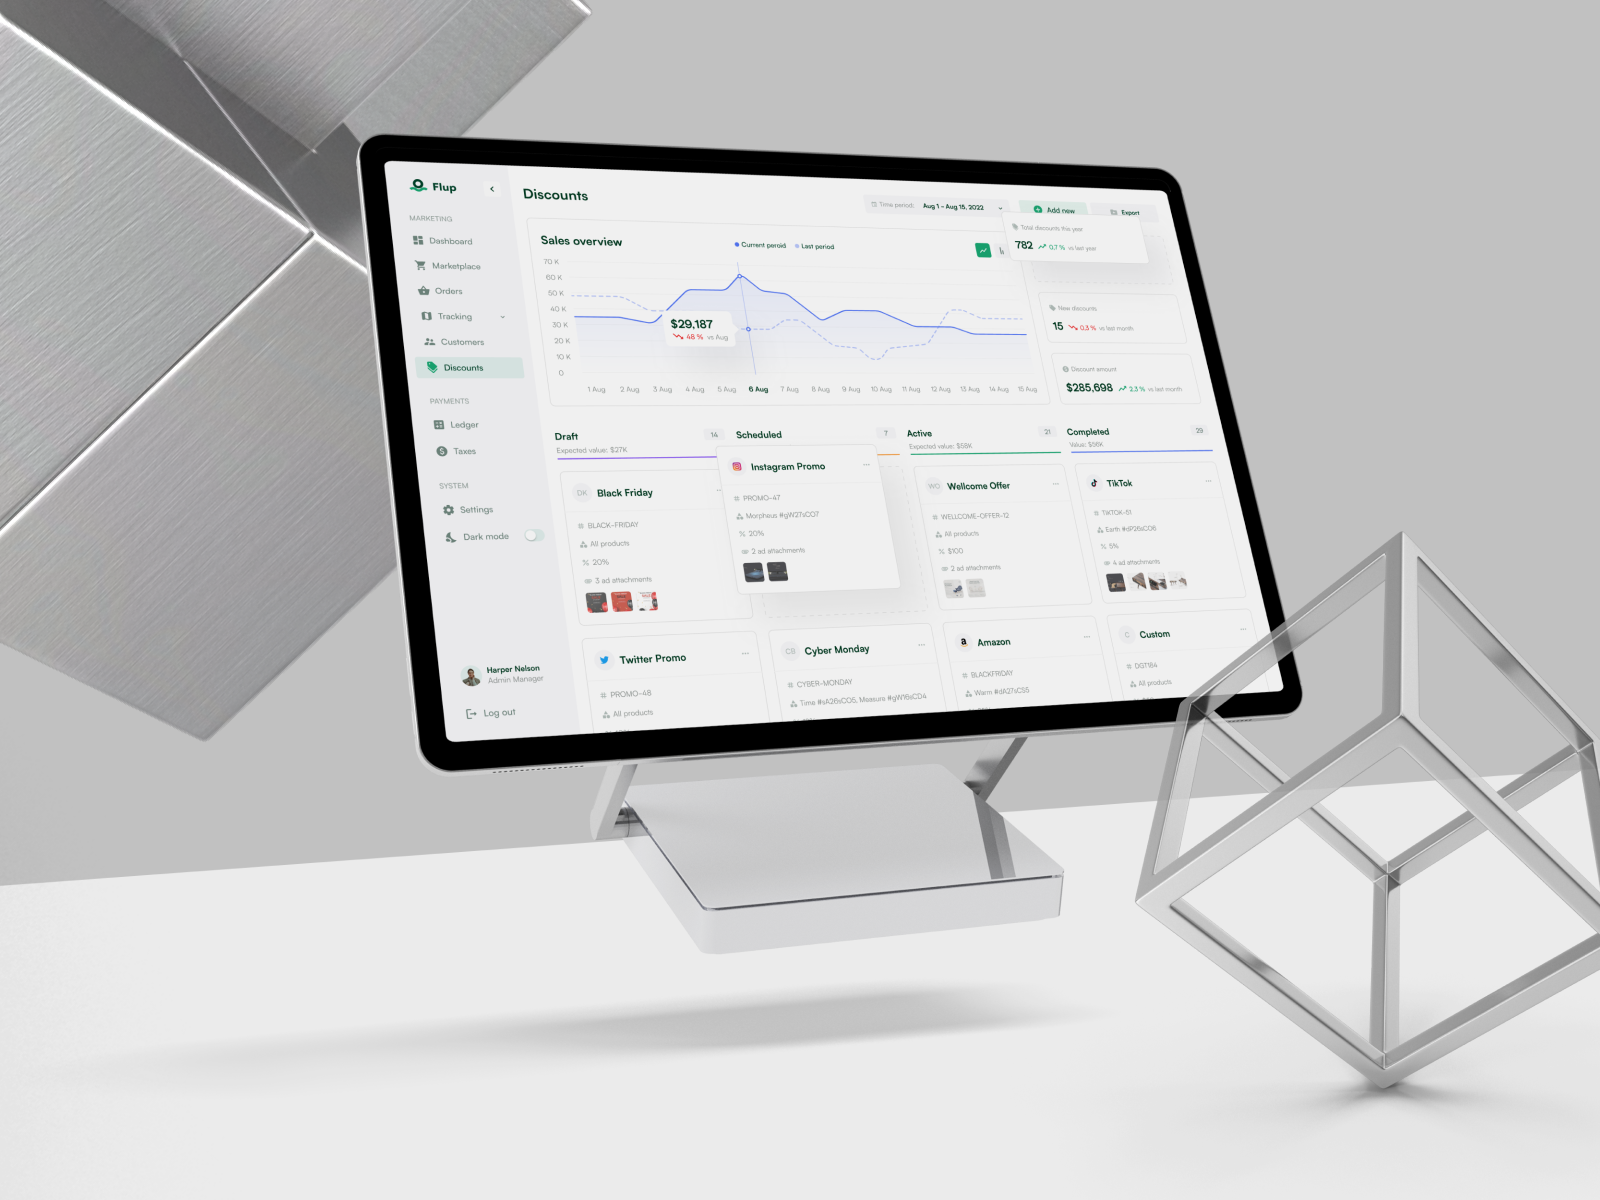 Flup
MARKETING
Dashboard
Marketplace
Orders
Tracking
Customers
Discounts
PAYMENTS
Ledger
Taxes
SYSTEM
Settings
Dark mode
Harper Nelson
Admin Manager
Log out
Discounts
Time period: Aug 1 – Aug 15, 2022
Add new
Export
Sales overview
Current peroid
Last period
70 K
60 K
50 K
40 K
30 K
20 K
10 K
0
$29,187
48 % vs Aug
1 Aug 2 Aug 3 Aug 4 Aug 5 Aug 6 Aug 7 Aug 8 Aug 9 Aug 10 Aug 11 Aug 12 Aug 13 Aug 14 Aug 15 Aug
Total discounts this year
782 0,7 % vs last year
New discounts
15 0,3 % vs last month
Discount amount
$285,698 2,3 % vs last month
Draft 14
Expected value: $27K
Black Friday
BLACK-FRIDAY
All products
20%
3 ad attachments
Twitter Promo
PROMO-48
All products
Scheduled 7
Instagram Promo
PROMO-47
Morpheus #gW27sCO7
20%
2 ad attachments
CB Cyber Monday
CYBER-MONDAY
Time #sA26sCO5, Measure #gW16sCD4
Active 21
Expected value: $58K
WO Wellcome Offer
WELLCOME-OFFER-12
All products
$100
2 ad attachments
Amazon
BLACKFRIDAY
Warm #dA27sCS5
Completed 29
Value: $56K
TikTok
TIKTOK-51
Earth #dP26sCO6
5%
4 ad attachments
C Custom
DGT184
All products